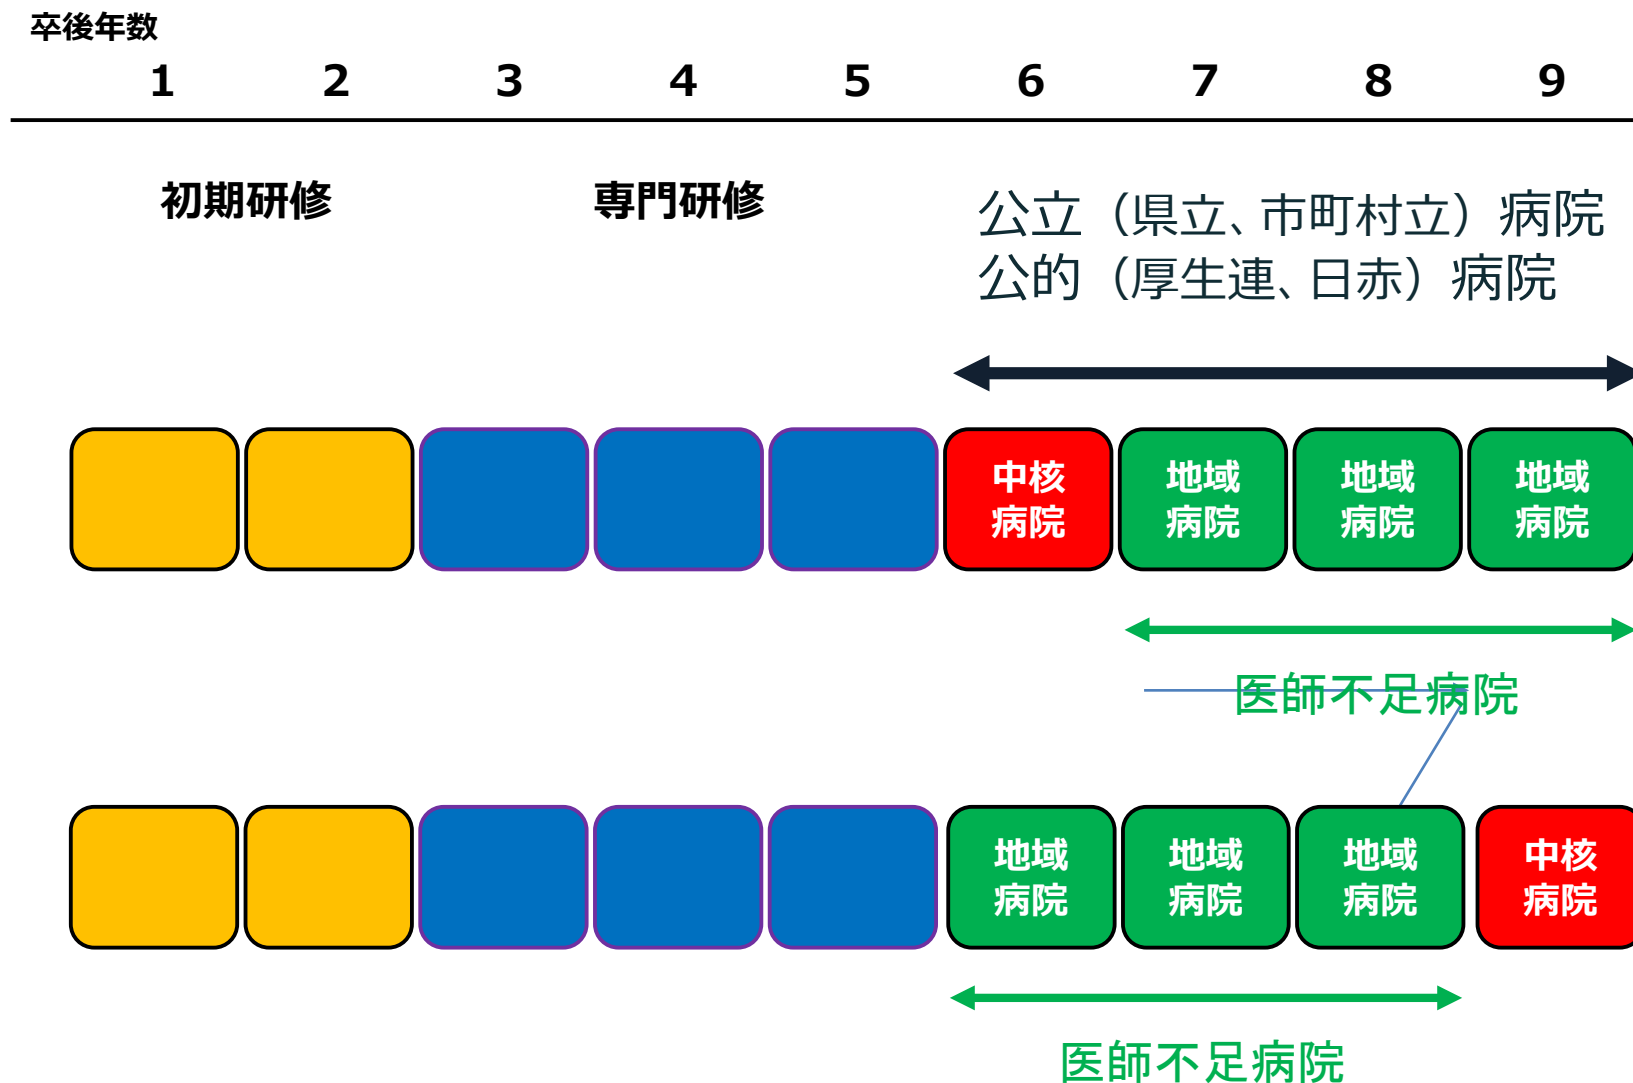 卒後年数
1 2 3 4 5 6 7 8 9
初期研修 専門研修
公立（県立、市町村立）病院
公的（厚生連、日赤）病院
中核 地域 地域 地域
病院 病院 病院 病院
医師不足病院
地域 地域 地域 中核
病院 病院 病院 病院
医師不足病院